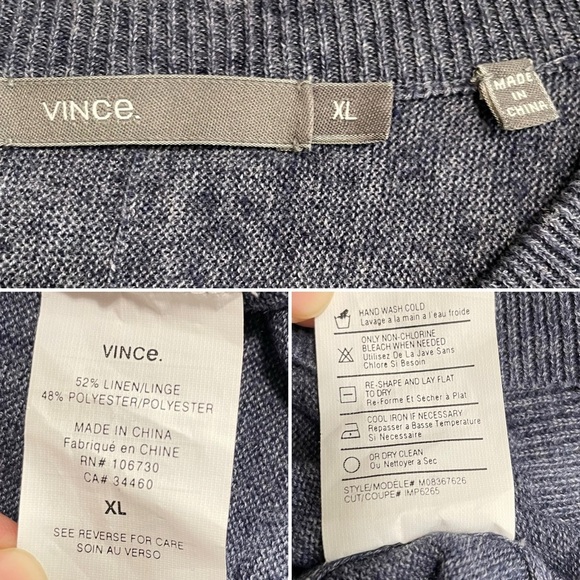 VINCE.
XL
MADE
IN
CHINA
VINCE.
52% LINEN/LINGE
48% POLYESTER/POLYESTER
MADE IN CHINA
Fabriqué en CHINE
RN# 106730
CA# 34460
XL
SEE REVERSE FOR CARE
SOIN AU VERSO
HAND WASH COLD
Lavage a la main a l'eau froide
ONLY NON-CHLORINE
BLEACH WHEN NEEDED
Utilisez De La Jave Sans
Chlore Si Besoin
RE-SHAPE AND LAY FLAT
TO DRY
Re-Forme Et Sècher à Plat
COOL IRON IF NECESSARY
Repasser a Basse Temperature
Si Necessaire
OR DRY CLEAN
Ou Nettoyer a Sec
STYLE/MODELE# M08367626
CUT/COUPE# IMP6265